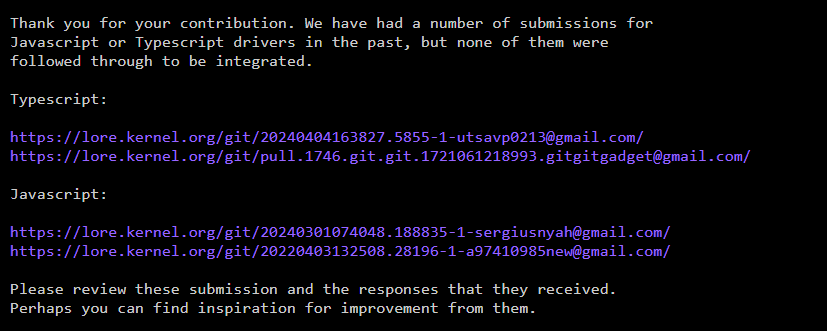 Thank you for your contribution. We have had a number of submissions for
Javascript or Typescript drivers in the past, but none of them were
followed through to be integrated.
Typescript:
https://lore.kernel.org/git/20240404163827.5855-1-utsavp0213@gmail.com/
https://lore.kernel.org/git/pull.1746.git.git.1721061218993.gitgitgadget@gmail.com/
Javascript:
https://lore.kernel.org/git/20240301074048.188835-1-sergiusnyah@gmail.com/
https://lore.kernel.org/git/20220403132508.28196-1-a97410985new@gmail.com/
Please review these submission and the responses that they received.
Perhaps you can find inspiration for improvement from them.